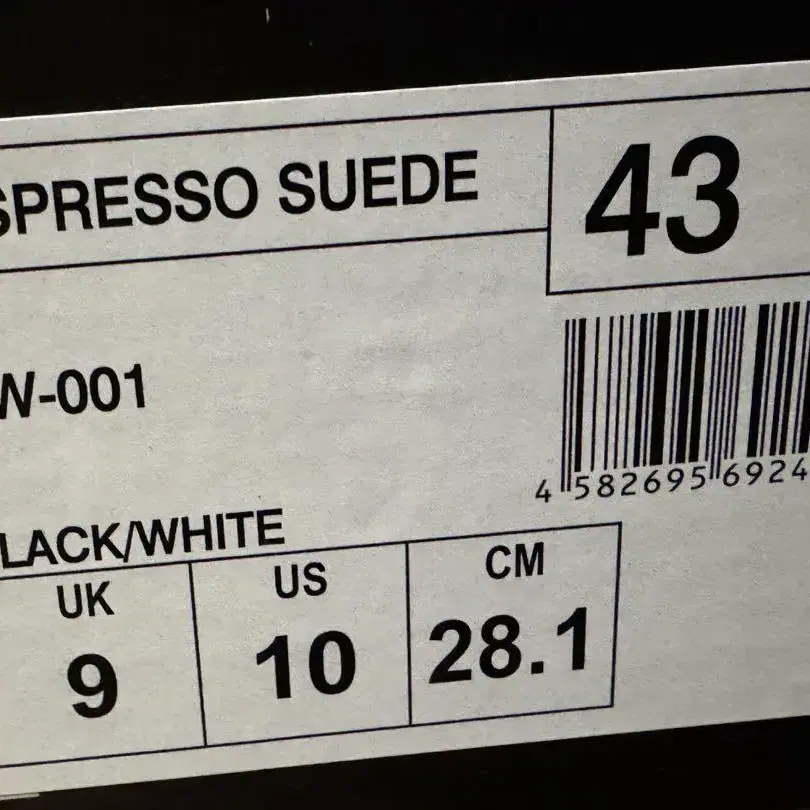 SPRESSO SUEDE
43
W-001
4 582695 6924
LACK/WHITE
UK
US
CM
9
10
28.1